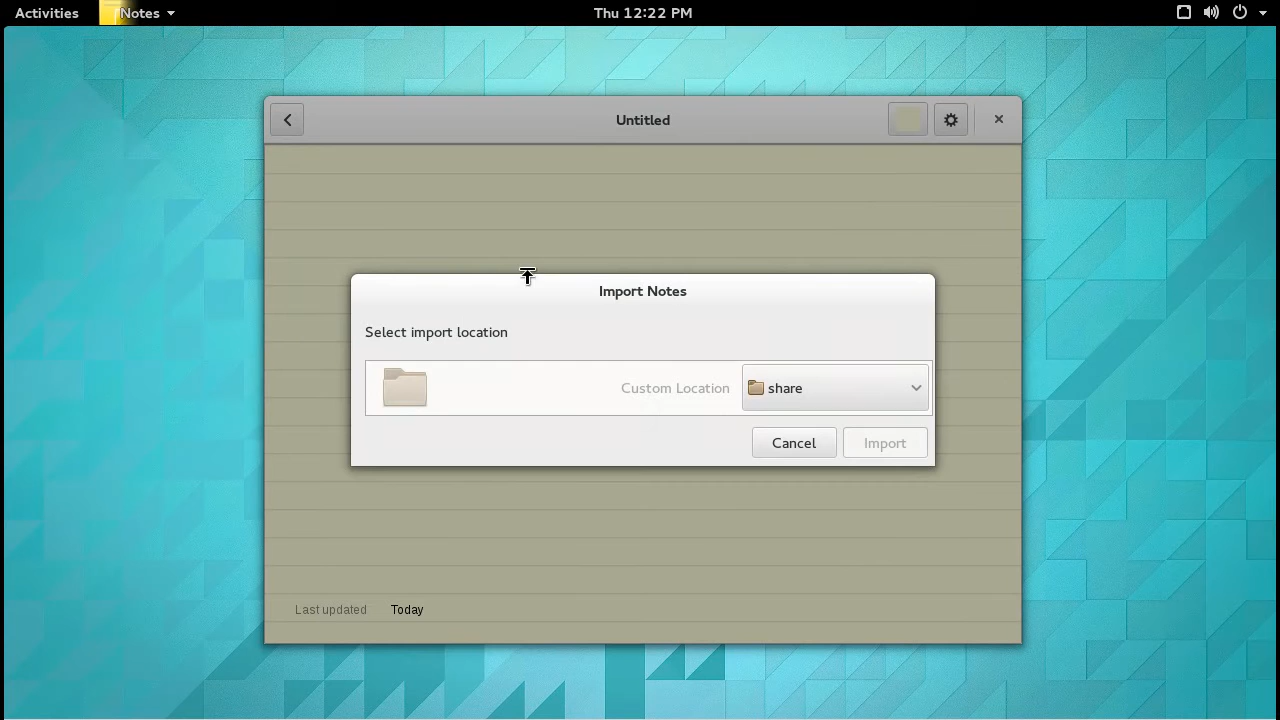 Activities Notes Thu 12:22 PM
Untitled
Import Notes
Select import location
Custom Location share
Cancel Import
Last updated Today